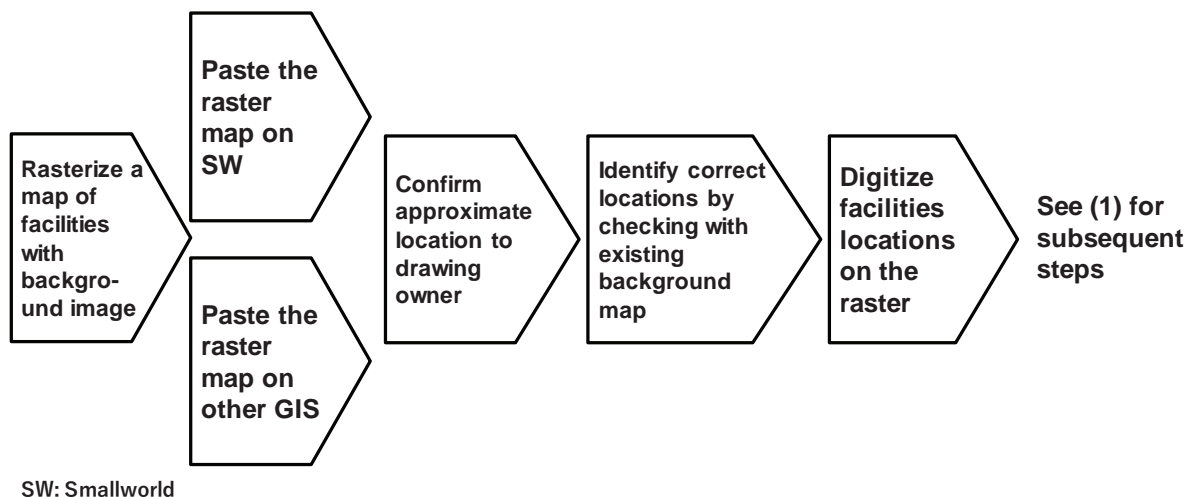 Rasterize a
map of
facilities
with
backgro-
und image
Paste the
raster
map on
SW
Paste the
raster
map on
other GIS
Confirm
approximate
location to
drawing
owner
Identify correct
locations by
checking with
existing
background
map
Digitize
facilities
locations
on the
raster
See (1) for
subsequent
steps
SW: Smallworld